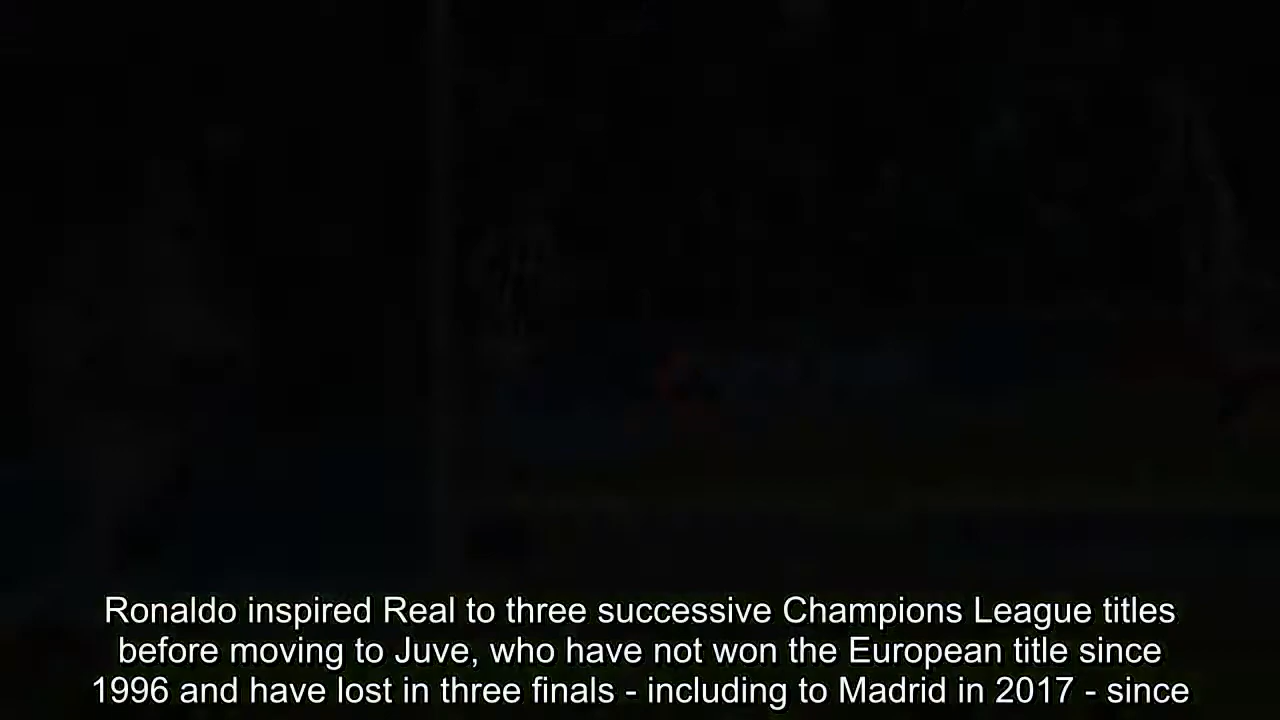 Ronaldo inspired Real to three successive Champions League titles
before moving to Juve, who have not won the European title since
1996 and have lost in three finals - including to Madrid in 2017 - since